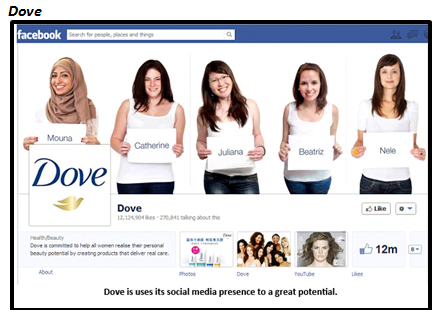 Dove
facebook
Search for people, places and things
Mouna
Catherine
Juliana
Beatriz
Nele
Dove
Dove
12,124,904 likes · 270,841 talking about this
Like
Health/Beauty
Dove is committed to help all women realise their personal
beauty potential by creating products that deliver real care.
About
Photos
Dove
YouTube
12m
Likes
Dove is uses its social media presence to a great potential.